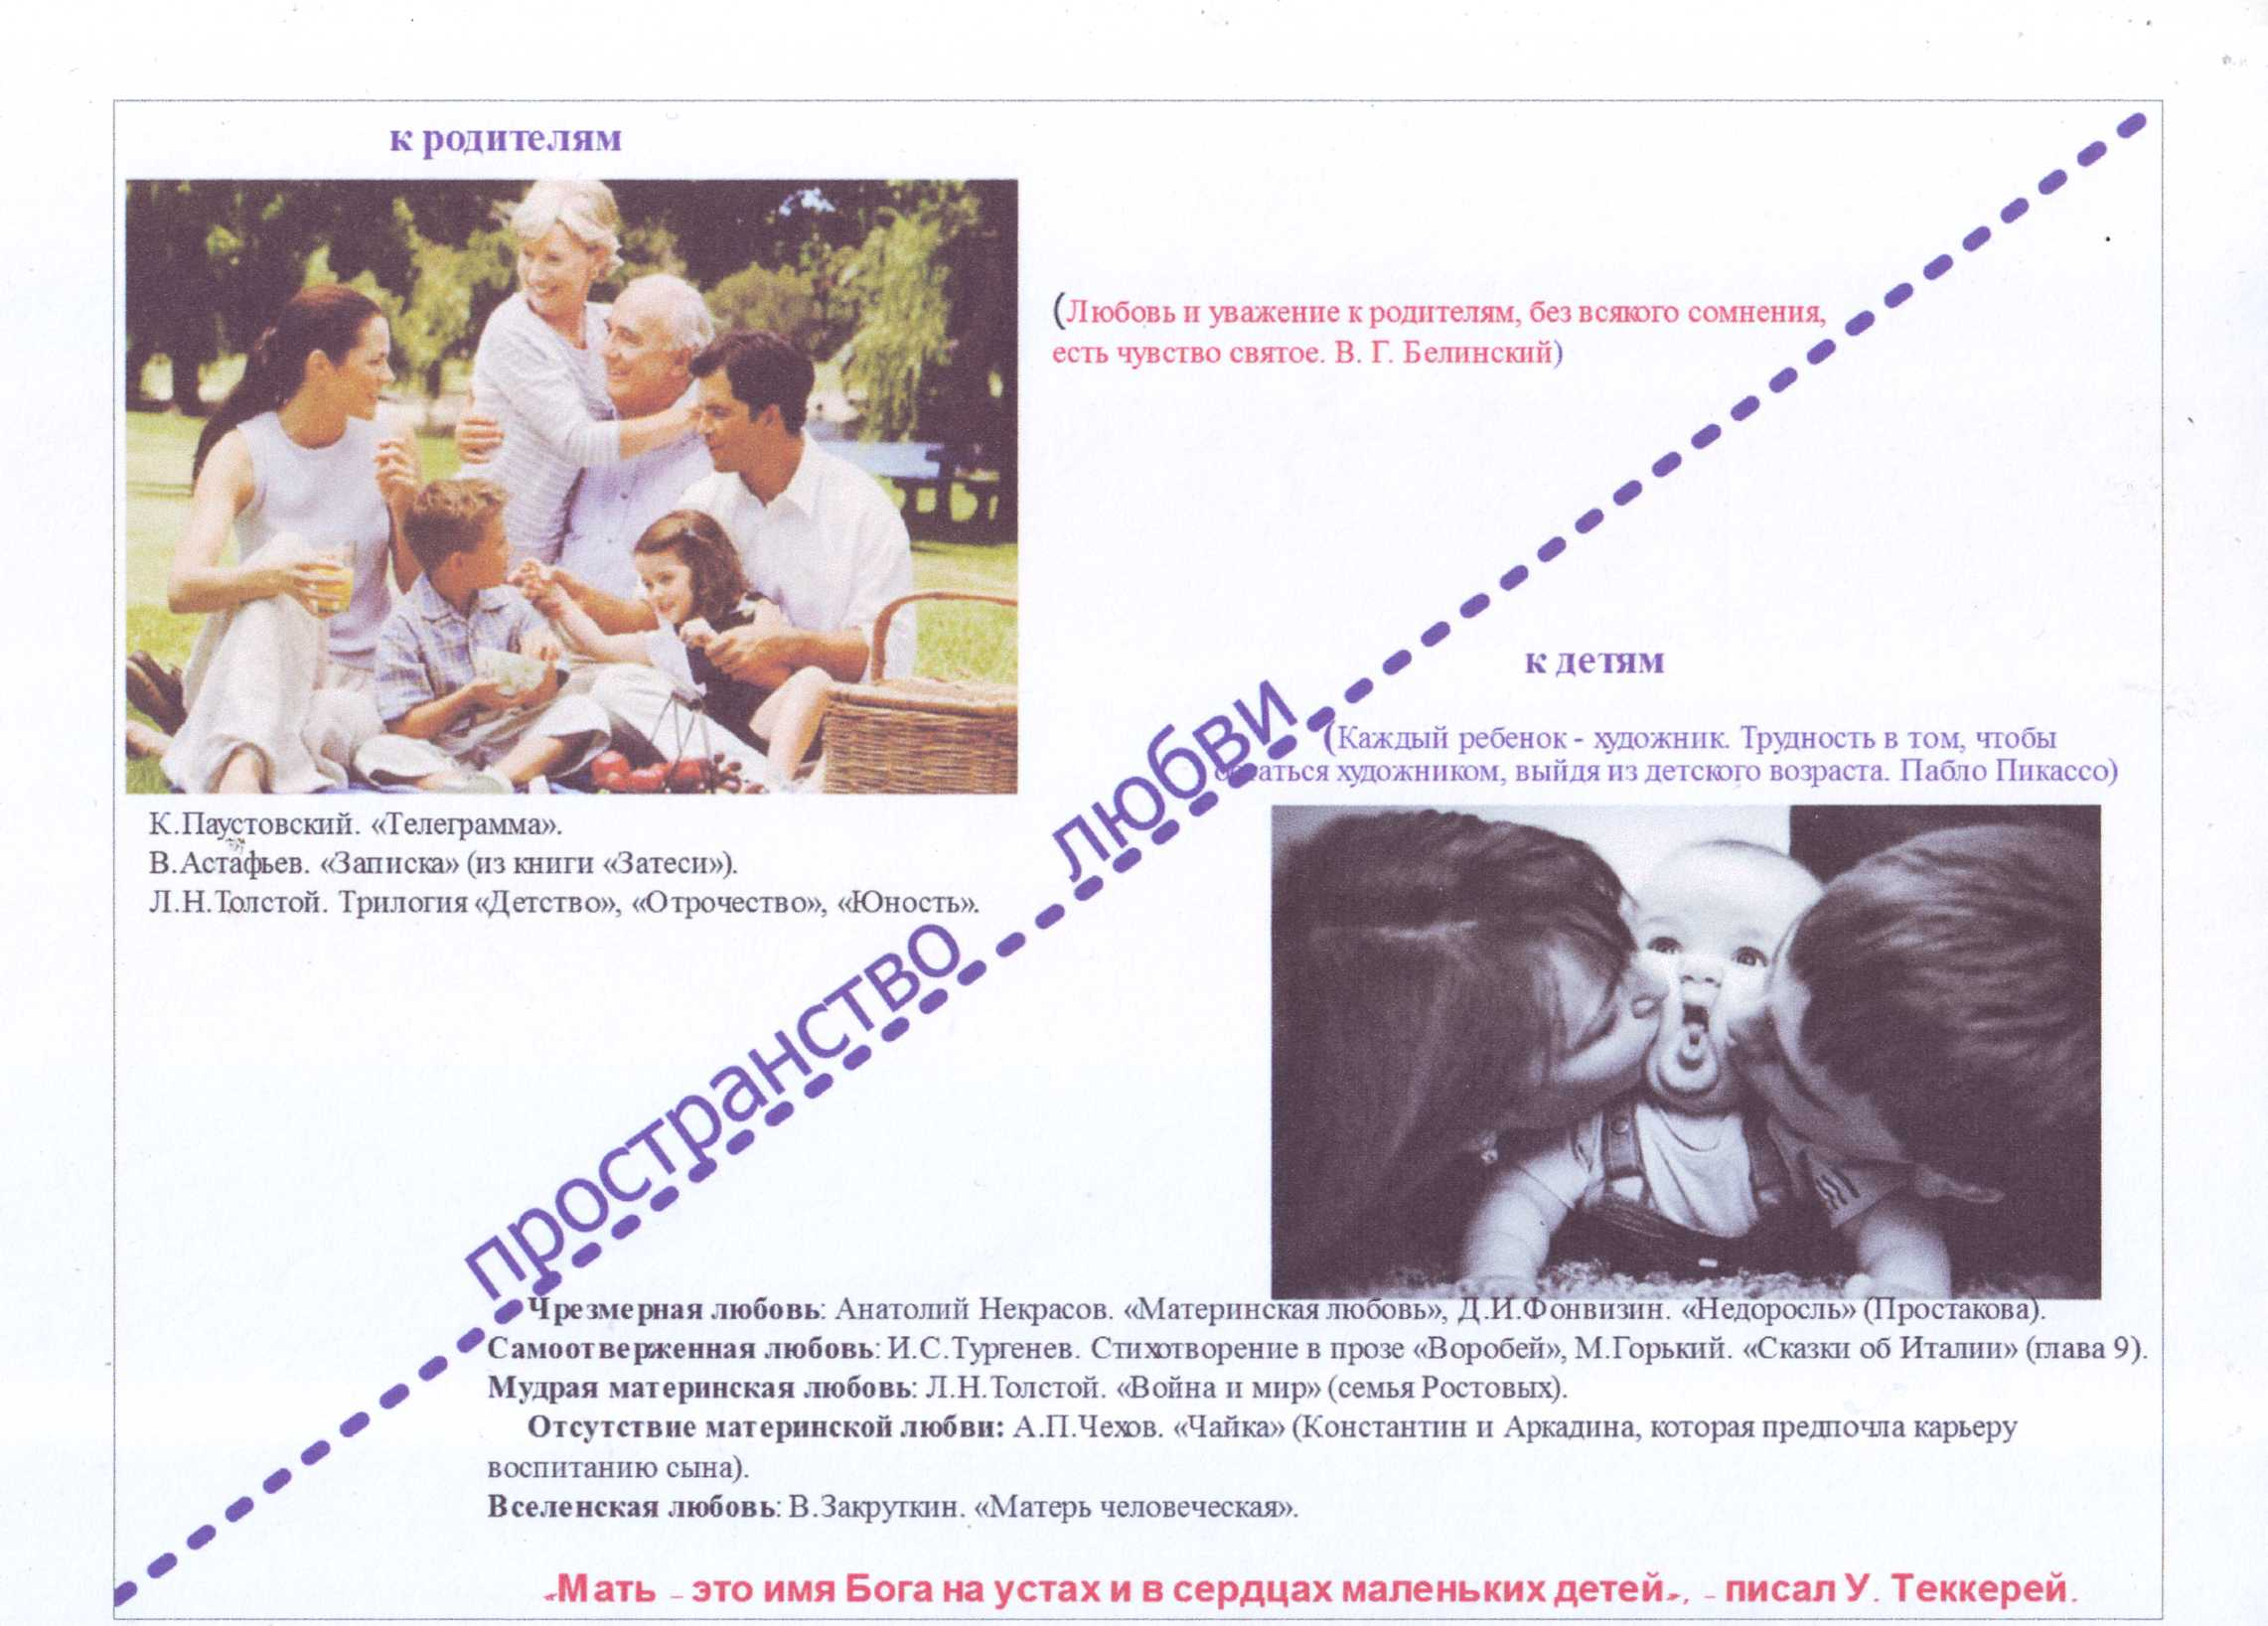 к родителям
(Любовь и уважение к родителям, без всякого сомнения,
есть чувство святое. В. Г. Белинский)
К.Паустовский. «Телеграмма».
В.Астафьев. «Записка» (из книги «Затеси»).
Л.Н.Толстой. Трилогия «Детство», «Отрочество», «Юность».
пространство любви
к детям
(Каждый ребенок - художник. Трудность в том, чтобы
остаться художником, выйдя из детского возраста. Пабло Пикассо)
Чрезмерная любовь: Анатолий Некрасов. «Материнская любовь», Д.И.Фонвизин. «Недоросль» (Простакова).
Самоотверженная любовь: И.С.Тургенев. Стихотворение в прозе «Воробей», М.Горький. «Сказки об Италии» (глава 9).
Мудрая материнская любовь: Л.Н.Толстой. «Война и мир» (семья Ростовых).
Отсутствие материнской любви: А.П.Чехов. «Чайка» (Константин и Аркадина, которая предпочла карьеру
воспитанию сына).
Вселенская любовь: В.Закруткин. «Матерь человеческая».
«Мать – это имя Бога на устах и в сердцах маленьких детей», – писал У. Теккерей.